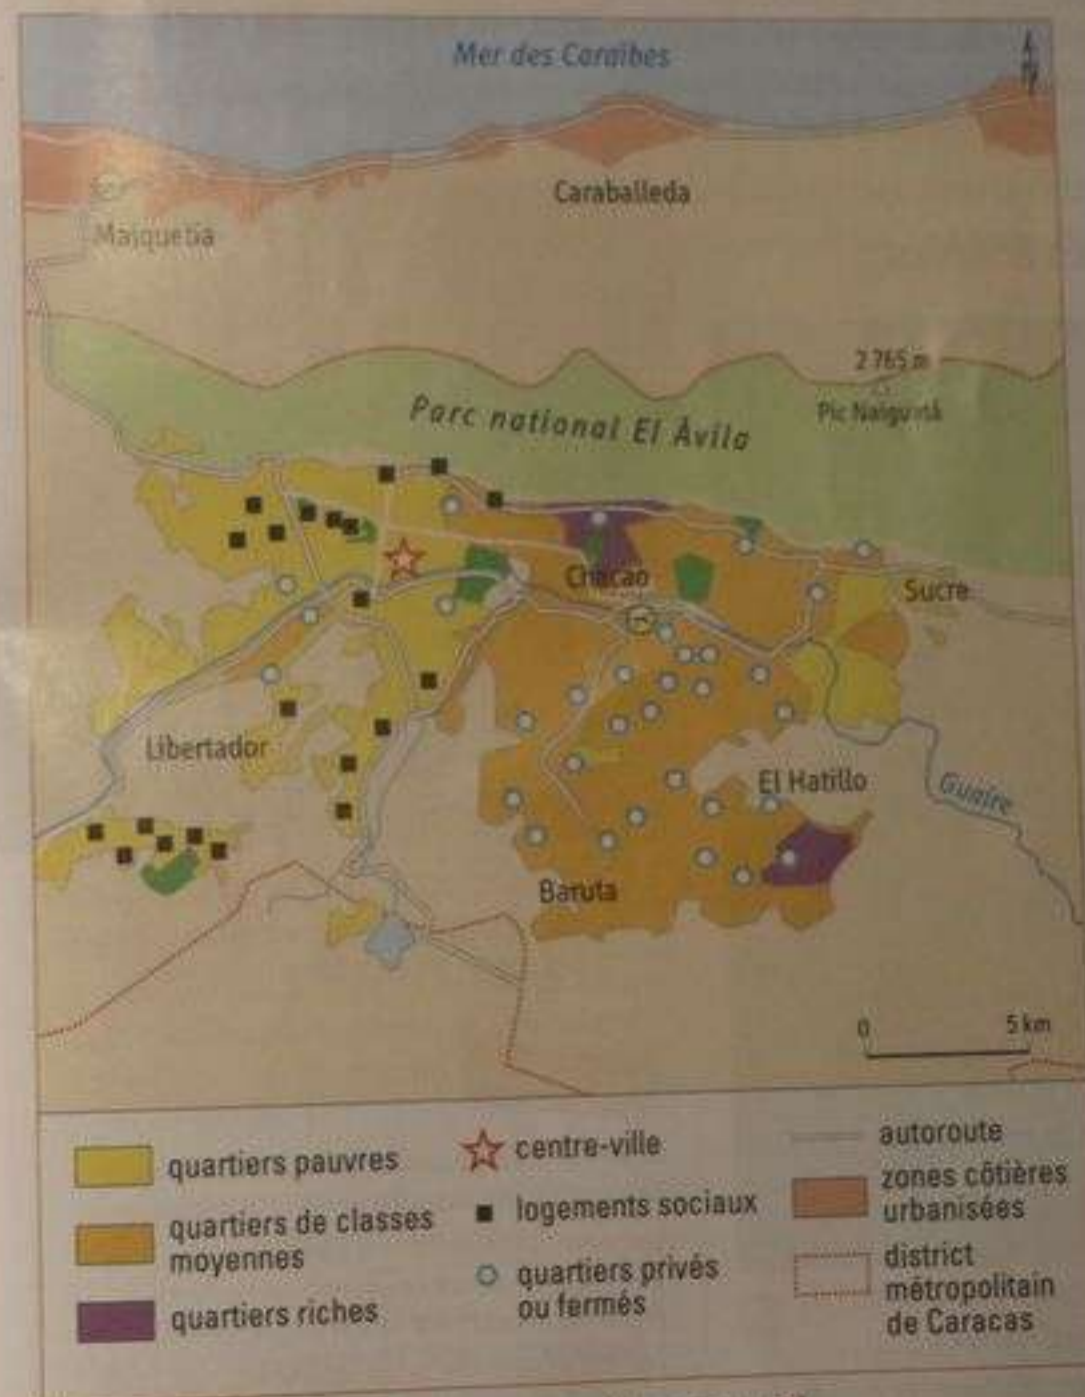 Mer des Caraïbes
Caraballeda
Maiquetia
2 765 m
Pic Naiguatá
Parc national El Àvila
Chacao
Sucre
Libertador
El Hatillo
Guaire
Baruta
0
5 km
quartiers pauvres
quartiers de classes
moyennes
quartiers riches
centre-ville
logements sociaux
quartiers privés
ou fermés
autoroute
zones côtières
urbanisées
district
métropolitain
de Caracas